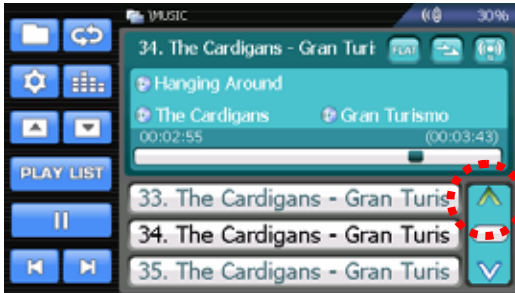 \MUSIC
30%
34. The Cardigans - Gran Turi
FLAT
Hanging Around
The Cardigans
Gran Turismo
00:02:55
(00:03:43)
PLAY LIST
33. The Cardigans - Gran Turis
34. The Cardigans - Gran Turis
35. The Cardigans - Gran Turis